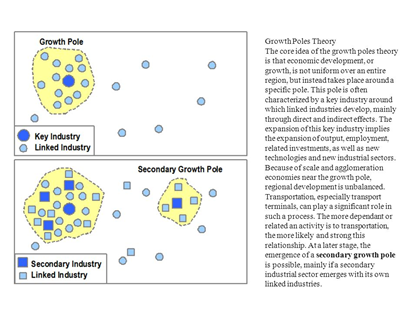 Growth Pole
Key Industry
Linked Industry
Secondary Growth Pole
Secondary Industry
Linked Industry
Growth Poles Theory
The core idea of the growth poles theory
is that economic development, or
growth, is not uniform over an entire
region, but instead takes place around a
specific pole. This pole is often
characterized by a key industry around
which linked industries develop, mainly
through direct and indirect effects. The
expansion of this key industry implies
the expansion of output, employment,
related investments, as well as new
technologies and new industrial sectors.
Because of scale and agglomeration
economies near the growth pole,
regional development is unbalanced.
Transportation, especially transport
terminals, can play a significant role in
such a process. The more dependant or
related an activity is to transportation,
the more likely and strong this
relationship. At a later stage, the
emergence of a secondary growth pole
is possible, mainly if a secondary
industrial sector emerges with its own
linked industries.